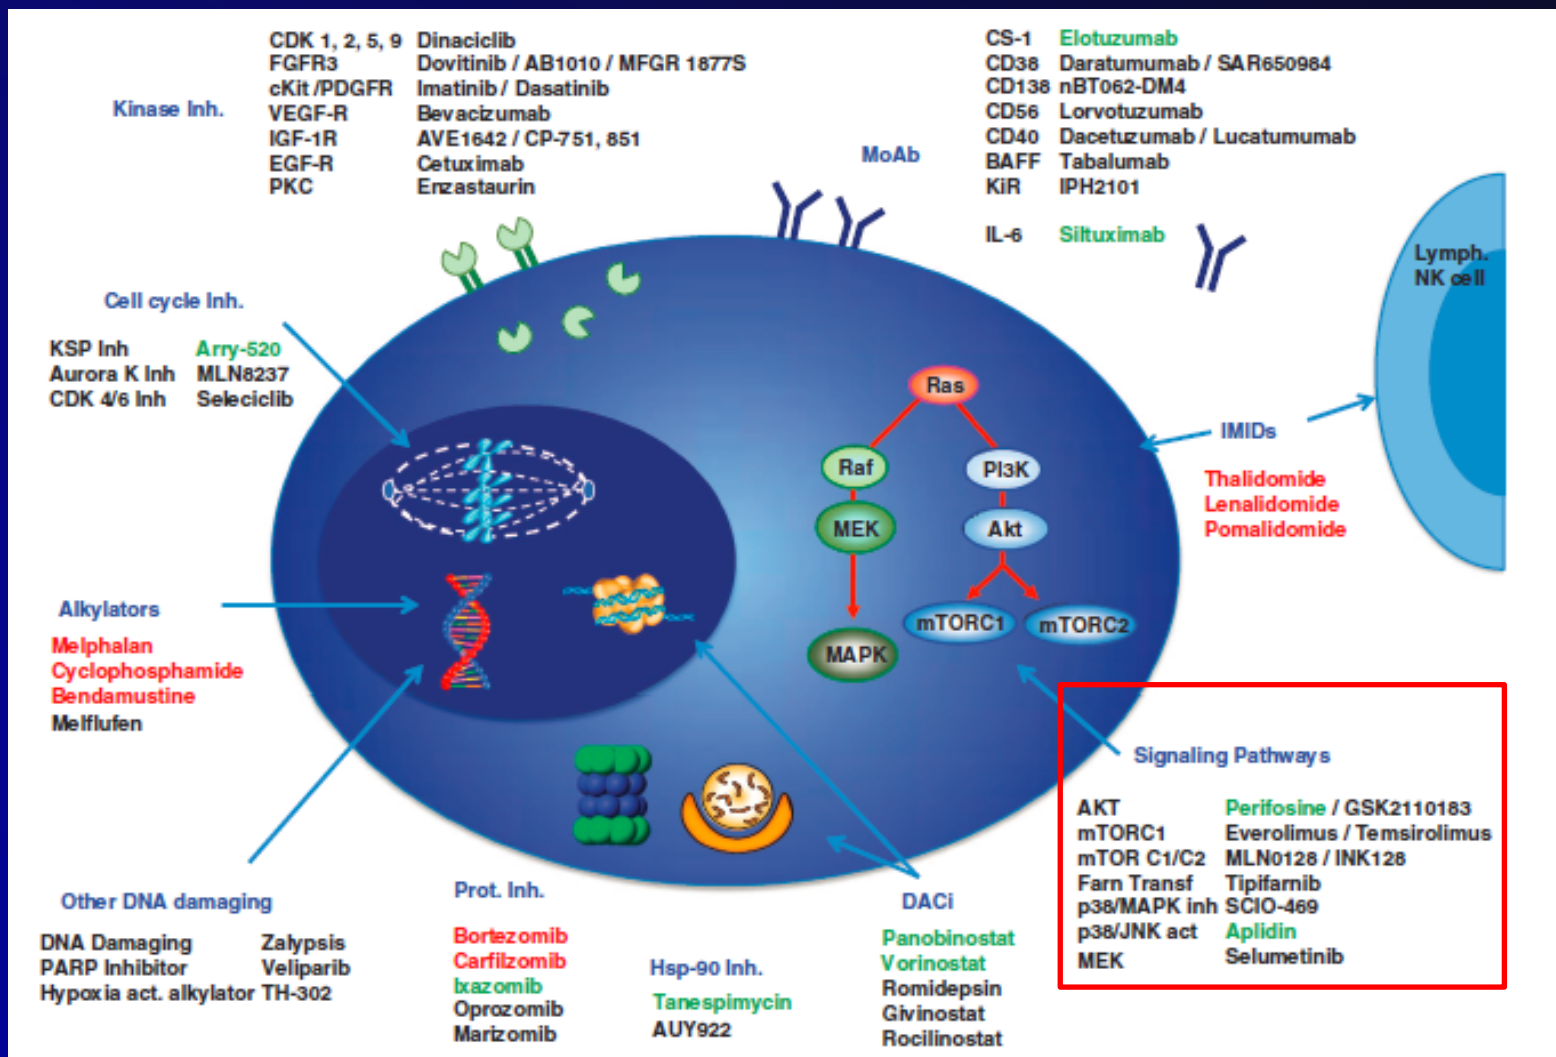 Kinase Inh.
CDK 1, 2, 5, 9 Dinaciclib
FGFR3 Dovitinib / AB1010 / MFGR 1877S
cKit /PDGFR Imatinib / Dasatinib
VEGF-R Bevacizumab
IGF-1R AVE1642 / CP-751, 851
EGF-R Cetuximab
PKC Enzastaurin
MoAb
CS-1 Elotuzumab
CD38 Daratumumab / SAR650984
CD138 nBT062-DM4
CD56 Lorvotuzumab
CD40 Dacetuzumab / Lucatumumab
BAFF Tabalumab
KiR IPH2101
IL-6 Siltuximab
Lymph.
NK cell
Cell cycle Inh.
KSP Inh Arry-520
Aurora K Inh MLN8237
CDK 4/6 Inh Seleciclib
Ras
Raf
PI3K
MEK
Akt
mTORC1
mTORC2
MAPK
IMIDs
Thalidomide
Lenalidomide
Pomalidomide
Alkylators
Melphalan
Cyclophosphamide
Bendamustine
Melflufen
Signaling Pathways
AKT Perifosine / GSK2110183
mTORC1 Everolimus / Temsirolimus
mTOR C1/C2 MLN0128 / INK128
Farn Transf Tipifarnib
p38/MAPK inh SCIO-469
p38/JNK act Aplidin
MEK Selumetinib
Other DNA damaging
DNA Damaging Zalypsis
PARP Inhibitor Veliparib
Hypoxia act. alkylator TH-302
Prot. Inh.
Bortezomib
Carfilzomib
Ixazomib
Oprozomib
Marizomib
Hsp-90 Inh.
Tanespimycin
AUY922
DACi
Panobinostat
Vorinostat
Romidepsin
Givinostat
Rocilinostat